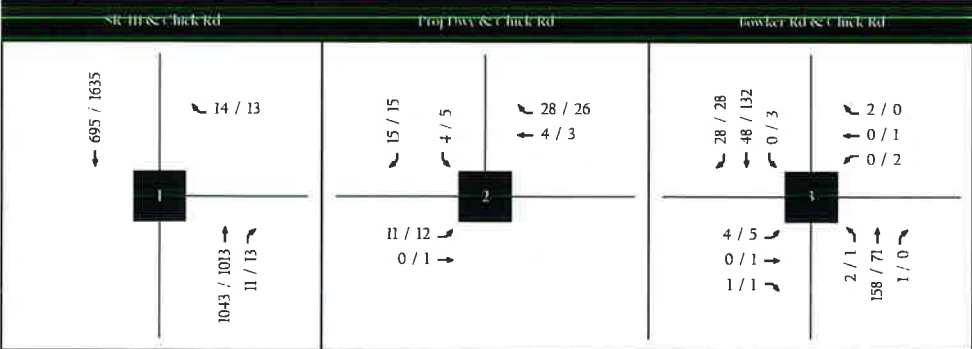 SR-111 & Chick Rd
Proj Dwy & Chick Rd
Bowker Rd & Chick Rd
695 / 1635
14 / 13
1
1043 / 1013
11 / 13
15 / 15
4 / 5
28 / 26
4 / 3
2
11 / 12
0 / 1
28 / 28
48 / 132
0 / 3
2 / 0
0 / 1
0 / 2
3
4 / 5
0 / 1
1 / 1
2 / 1
158 / 71
1 / 0